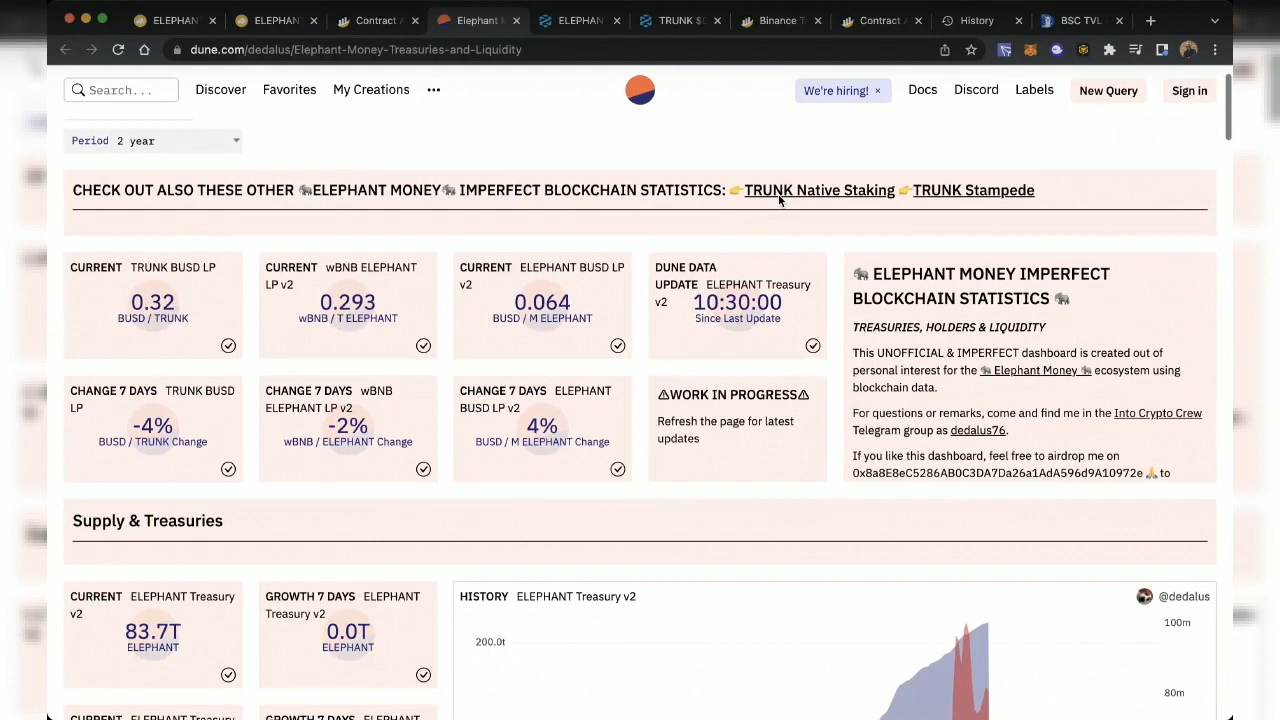 ELEPHAN
ELEPHAN
Contract A
Elephant M
ELEPHAN
TRUNK $0
Binance T
Contract A
History
BSC TVL
dune.com/dedalus/Elephant-Money-Treasuries-and-Liquidity
Search...
Discover
Favorites
My Creations
We're hiring! ×
Docs
Discord
Labels
New Query
Sign in
Period 2 year
CHECK OUT ALSO THESE OTHER 🐘ELEPHANT MONEY🐘 IMPERFECT BLOCKCHAIN STATISTICS: 👉TRUNK Native Staking 👉TRUNK Stampede
CURRENT TRUNK BUSD LP
0.32
BUSD / TRUNK
CURRENT wBNB ELEPHANT
LP v2
0.293
wBNB / T ELEPHANT
CURRENT ELEPHANT BUSD LP
v2
0.064
BUSD / M ELEPHANT
DUNE DATA
UPDATE ELEPHANT Treasury
v2
10:30:00
Since Last Update
🐘 ELEPHANT MONEY IMPERFECT
BLOCKCHAIN STATISTICS 🐘
TREASURIES, HOLDERS & LIQUIDITY
This UNOFFICIAL & IMPERFECT dashboard is created out of
personal interest for the 🐘 Elephant Money 🐘 ecosystem using
blockchain data.
For questions or remarks, come and find me in the Into Crypto Crew
Telegram group as dedalus76.
If you like this dashboard, feel free to airdrop me on
0x8a8E8eC5286AB0C3DA7Da26a1AdA596d9A10972e 🙏 to
CHANGE 7 DAYS TRUNK BUSD
LP
-4%
BUSD / TRUNK Change
CHANGE 7 DAYS wBNB
ELEPHANT LP v2
-2%
wBNB / ELEPHANT Change
CHANGE 7 DAYS ELEPHANT
BUSD LP v2
4%
BUSD / M ELEPHANT Change
⚠WORK IN PROGRESS⚠
Refresh the page for latest
updates
Supply & Treasuries
CURRENT ELEPHANT Treasury
v2
83.7T
ELEPHANT
GROWTH 7 DAYS ELEPHANT
Treasury v2
0.0T
ELEPHANT
HISTORY ELEPHANT Treasury v2
@dedalus
200.0t
100m
80m
CURRENT ELEPHANT Treasury
GROWTH 7 DAYS ELEPHANT